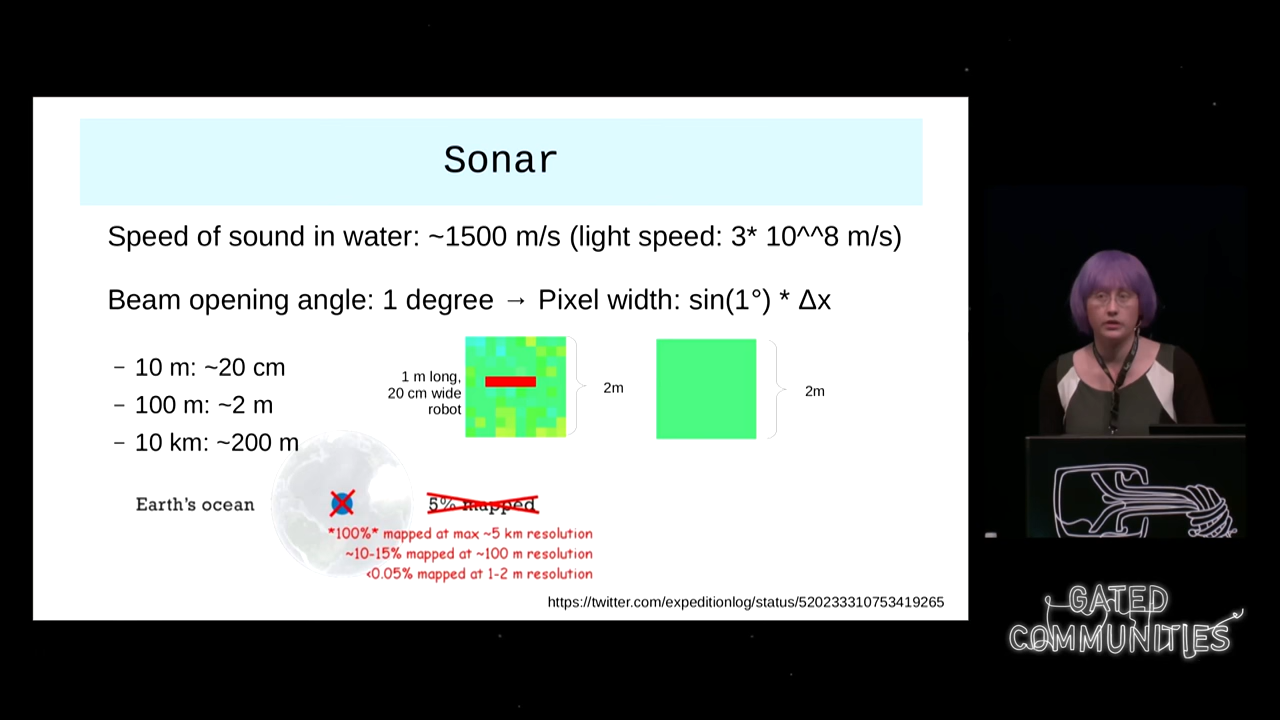 Sonar
Speed of sound in water: ~1500 m/s (light speed: 3* 10^^8 m/s)
Beam opening angle: 1 degree → Pixel width: sin(1°) * Δx
– 10 m: ~20 cm
– 100 m: ~2 m
– 10 km: ~200 m
1 m long,
20 cm wide
robot
2m
2m
Earth's ocean
5% mapped
*100%* mapped at max ~5 km resolution
~10-15% mapped at ~100 m resolution
<0.05% mapped at 1-2 m resolution
https://twitter.com/expeditionlog/status/520233310753419265
GATED
COMMUNITIES